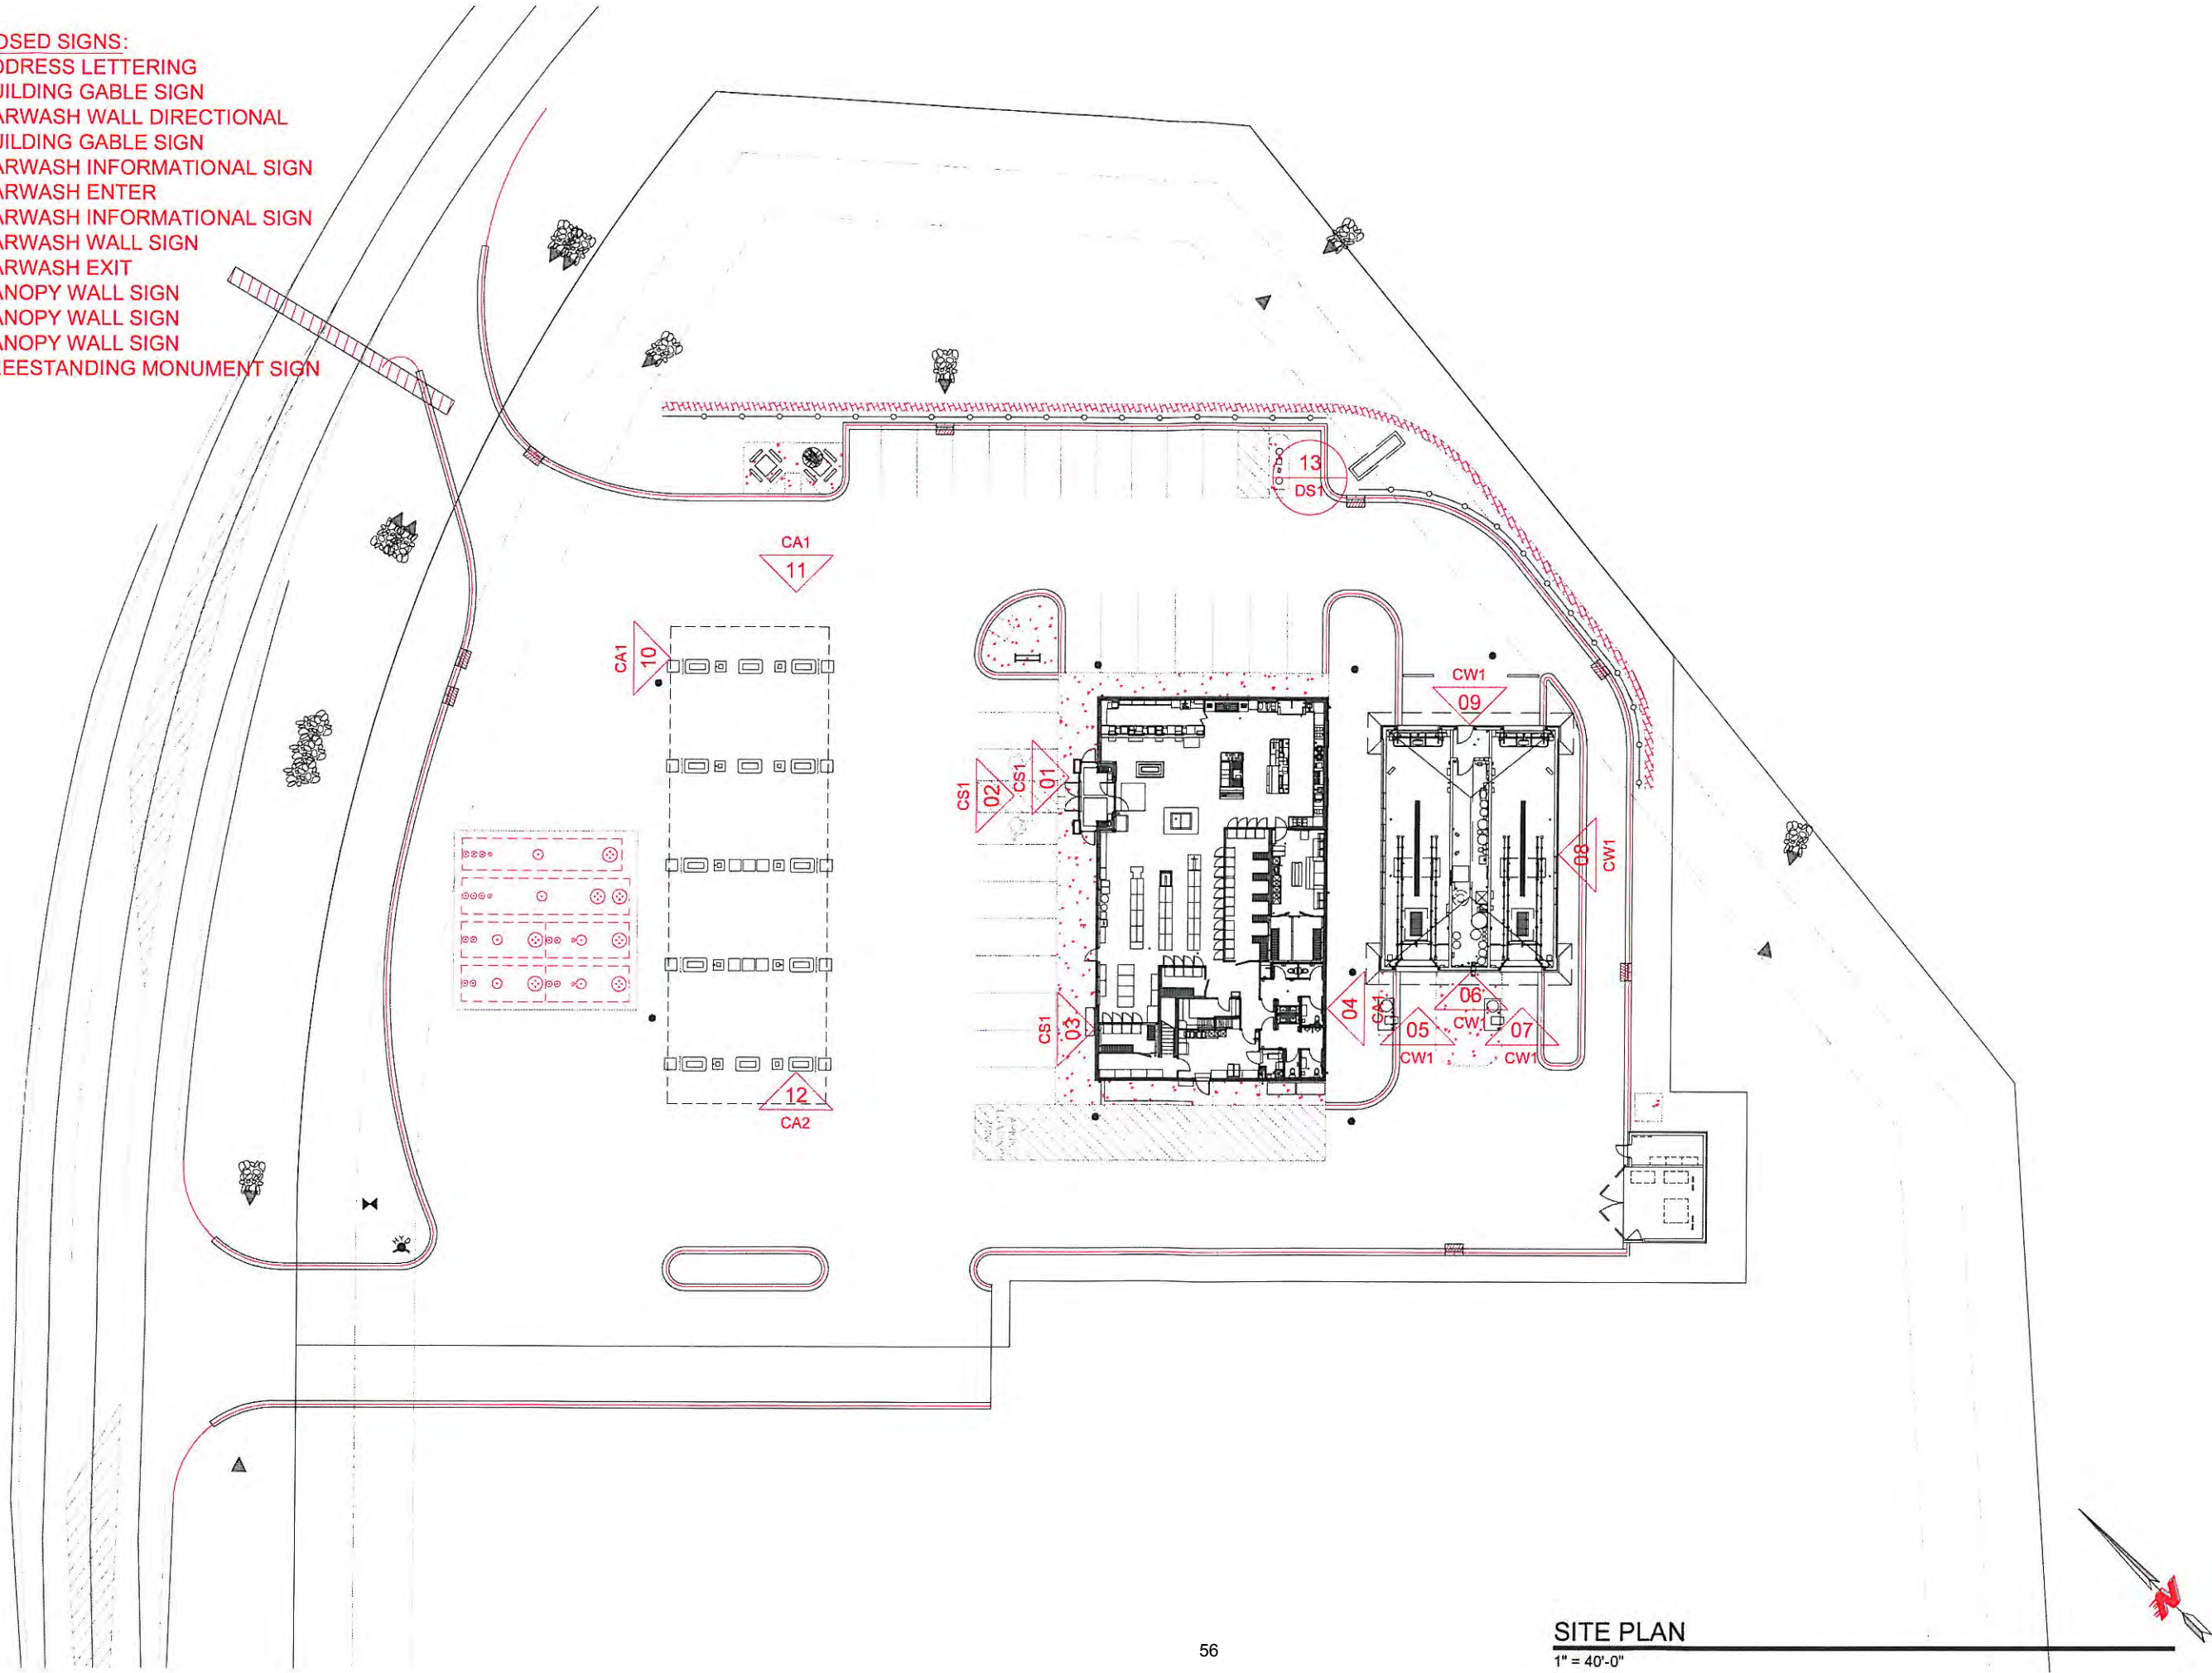 OSED SIGNS:
DDRESS LETTERING
UILDING GABLE SIGN
ARWASH WALL DIRECTIONAL
UILDING GABLE SIGN
ARWASH INFORMATIONAL SIGN
ARWASH ENTER
ARWASH INFORMATIONAL SIGN
ARWASH WALL SIGN
ARWASH EXIT
ANOPY WALL SIGN
ANOPY WALL SIGN
ANOPY WALL SIGN
REESTANDING MONUMENT SIGN
13
DS1
CA1
11
CA1
10
CW1
09
CS1
01
CS1
02
08
CW1
CS1
03
04
CA1
05
CW1
06
CW1
07
CW1
12
CA2
HYD
N
SITE PLAN
1" = 40'-0"
56